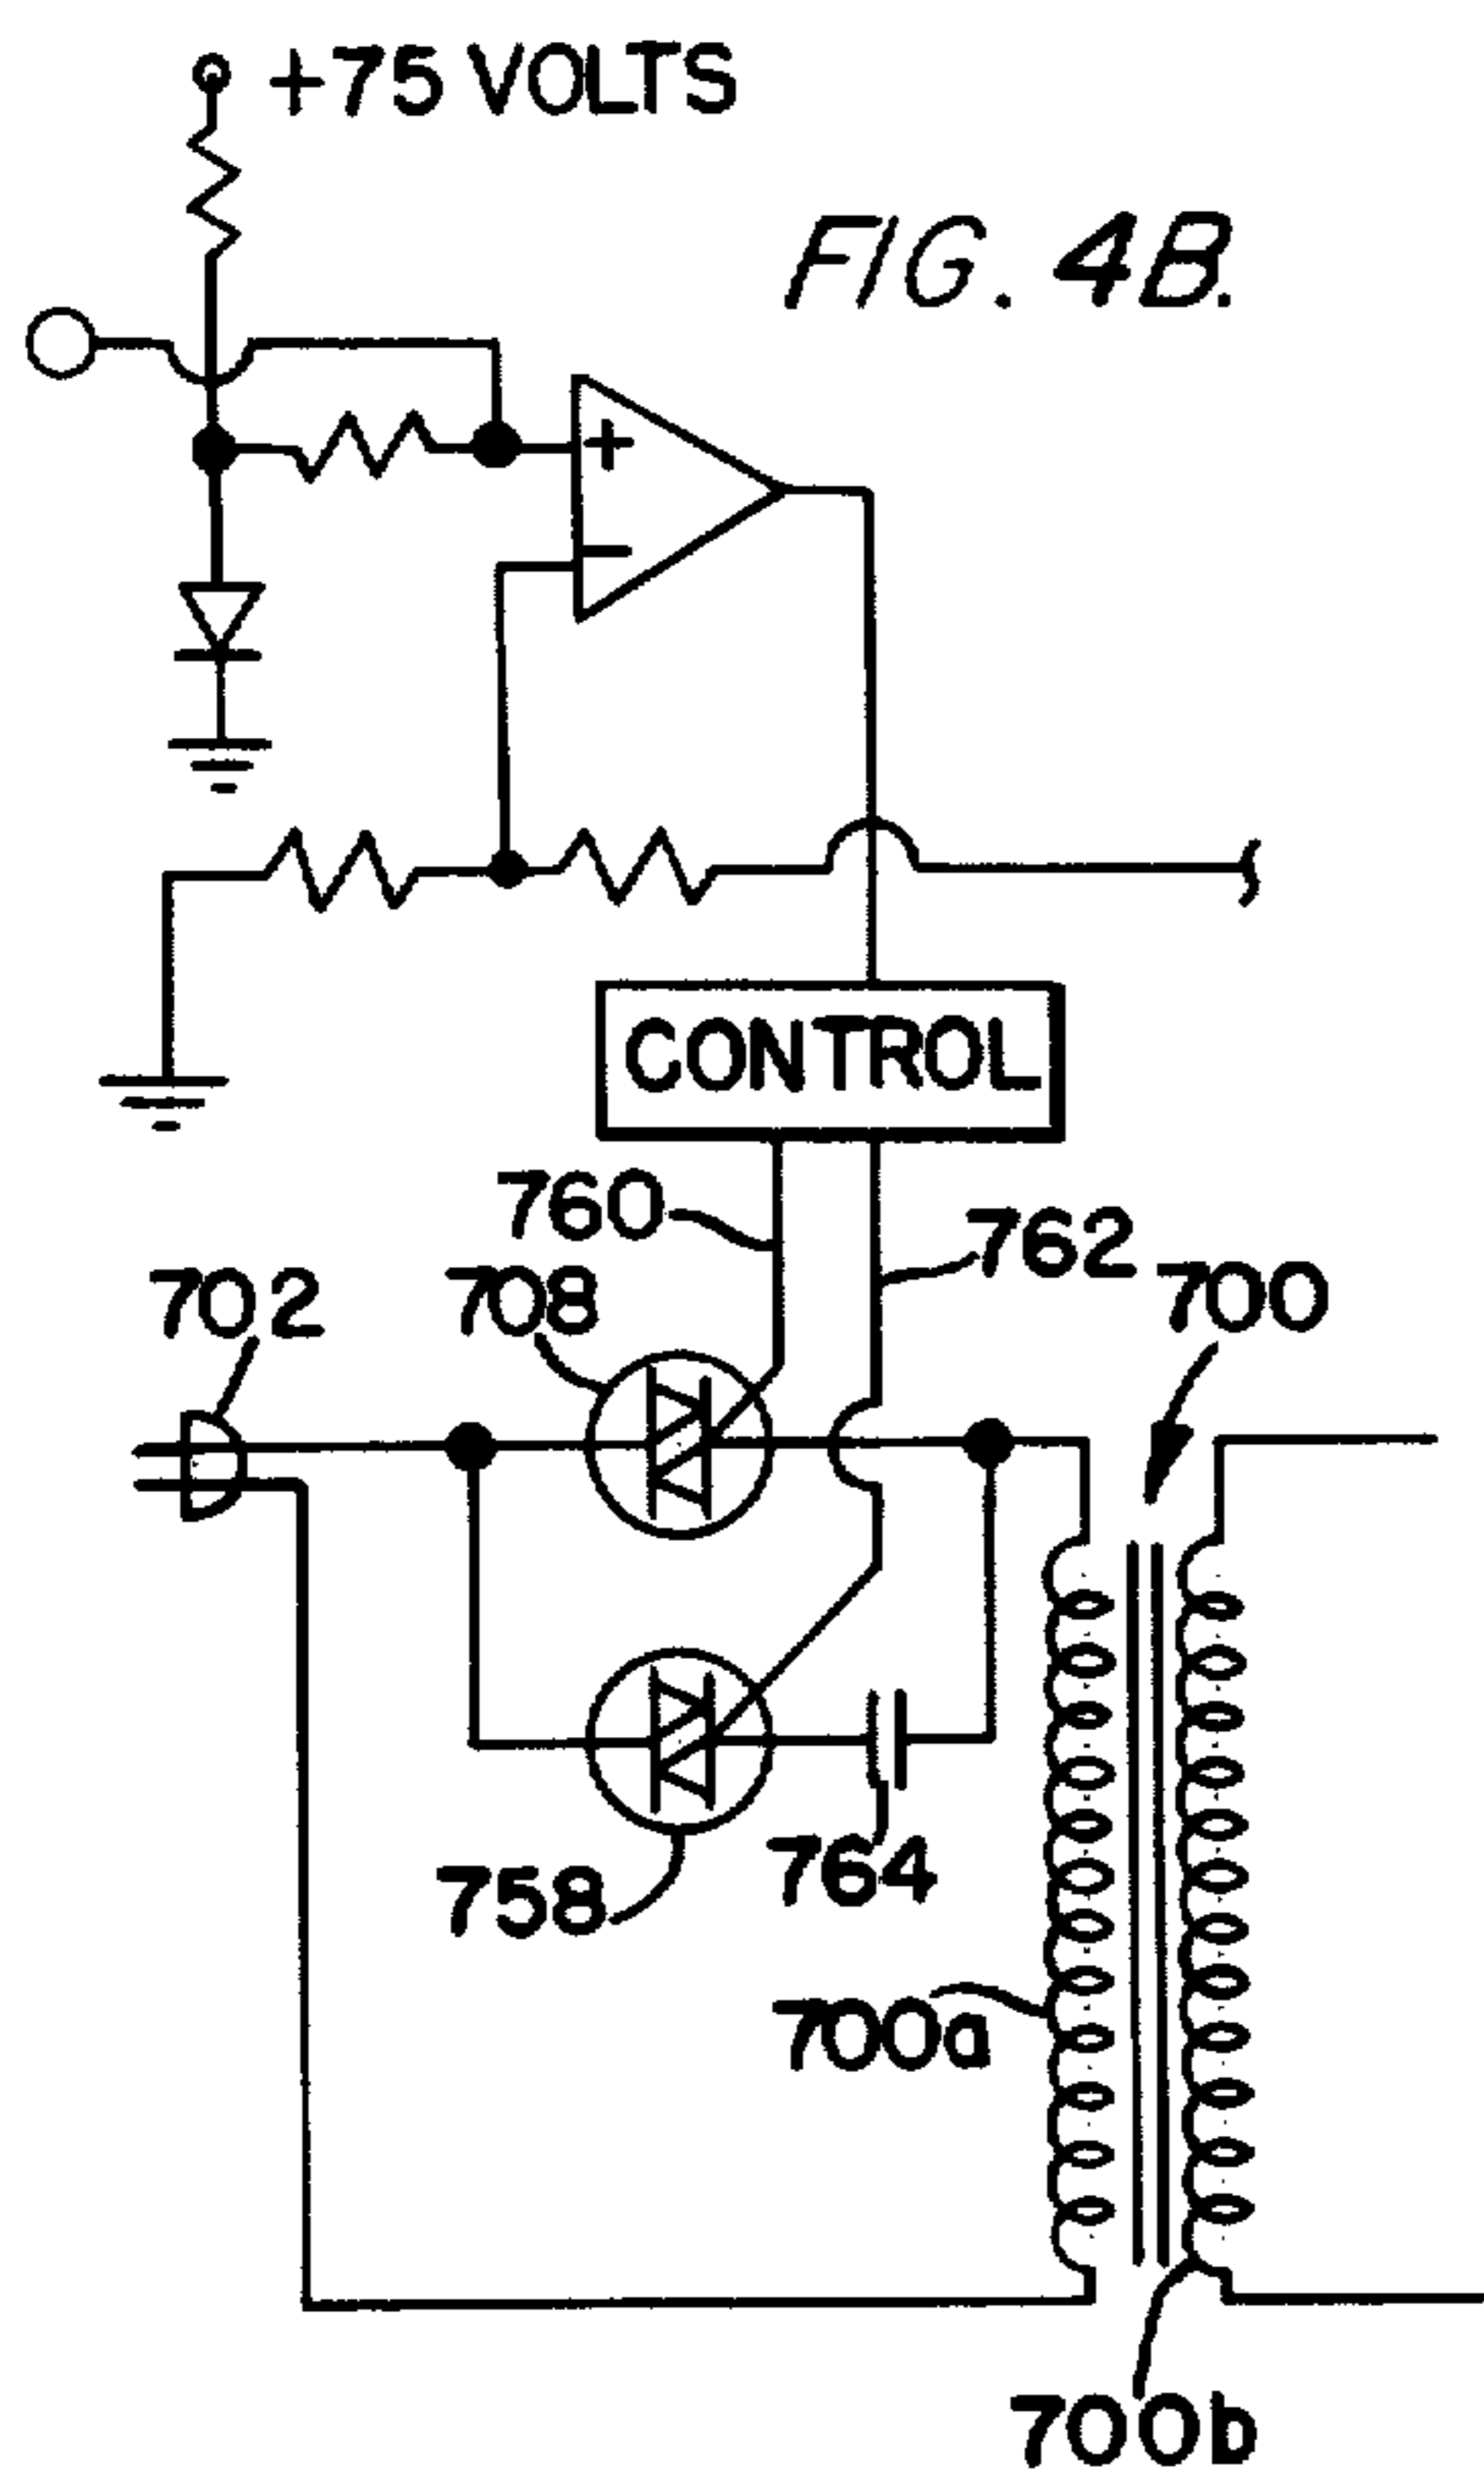 +75 VOLTS
FIG. 4B.
+
−
CONTROL
760
762
702
708
700
758
764
700a
700b